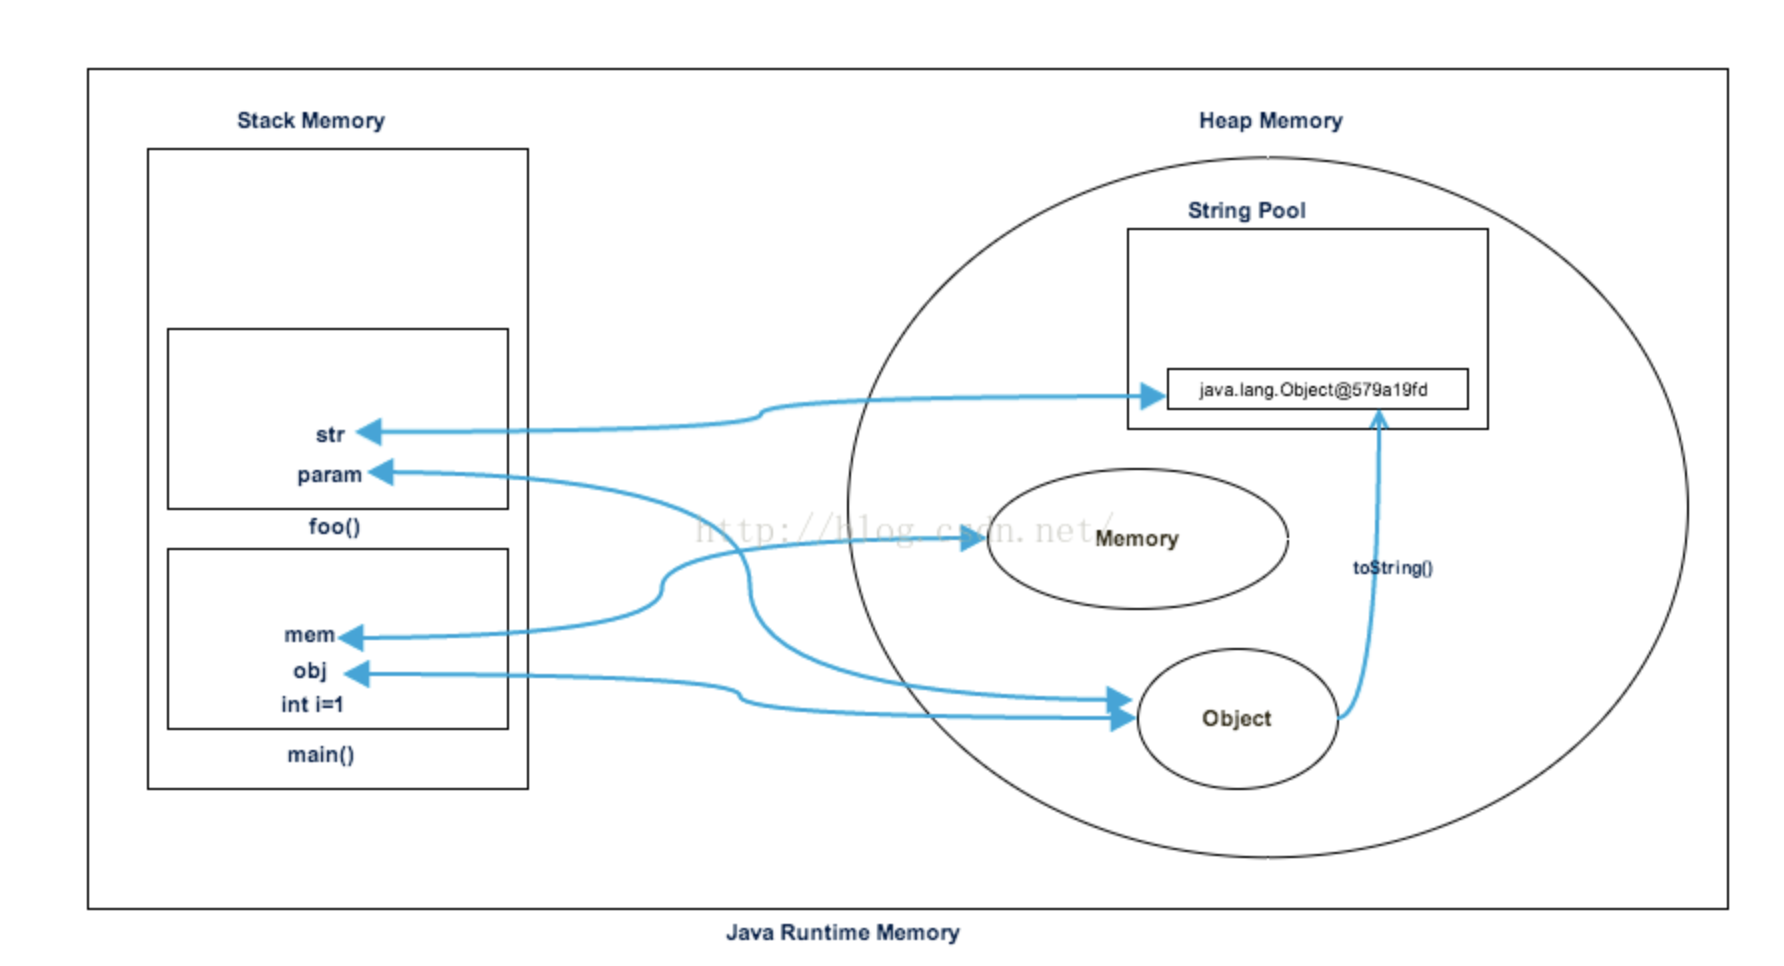 Stack Memory
Heap Memory
String Pool
java.lang.Object@579a19fd
str
param
foo()
http://blog.csdn.net/
Memory
toString()
mem
obj
int i=1
Object
main()
Java Runtime Memory